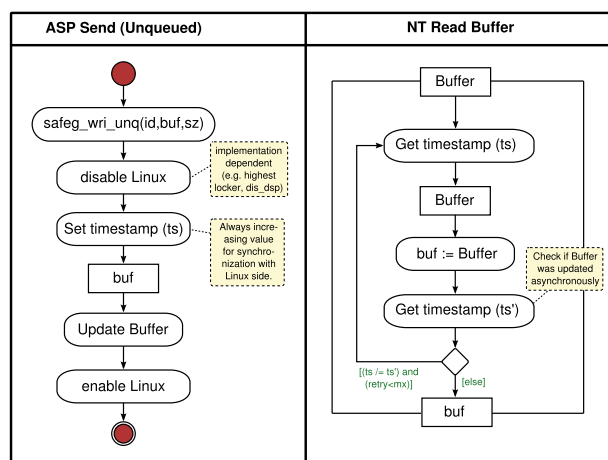 ASP Send (Unqueued)
safeg_wri_unq(id,buf,sz)
disable Linux
implementation
dependent
(e.g. highest
locker, dis_dsp)
Set timestamp (ts)
Always incre-
asing value
for synchro-
nization with
Linux side.
buf
Update Buffer
enable Linux
NT Read Buffer
Buffer
Get timestamp (ts)
Buffer
buf := Buffer
Check if Buffer
was updated
asynchronously
Get timestamp (ts')
[(ts /= ts') and
(retry<mx)]
[else]
buf